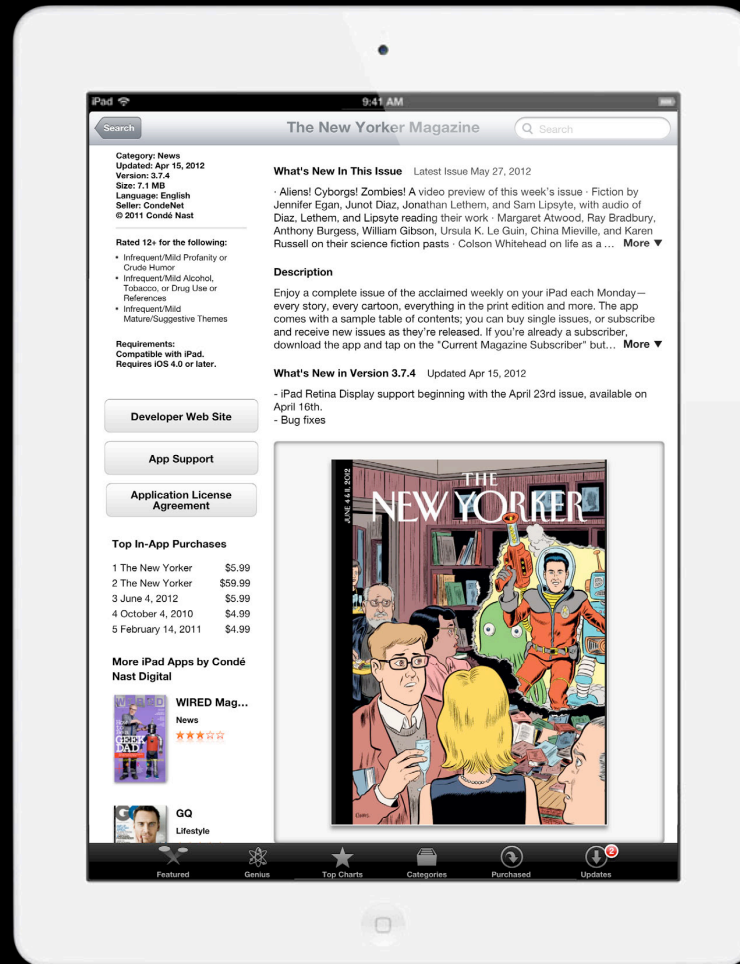 iPad
9:41 AM
Search
The New Yorker Magazine
Search
Category: News
Updated: Apr 15, 2012
Version: 3.7.4
Size: 7.1 MB
Language: English
Seller: CondeNet
© 2011 Condé Nast
Rated 12+ for the following:
• Infrequent/Mild Profanity or
Crude Humor
• Infrequent/Mild Alcohol,
Tobacco, or Drug Use or
References
• Infrequent/Mild
Mature/Suggestive Themes
Requirements:
Compatible with iPad.
Requires iOS 4.0 or later.
Developer Web Site
App Support
Application License
Agreement
Top In-App Purchases
1 The New Yorker $5.99
2 The New Yorker $59.99
3 June 4, 2012 $5.99
4 October 4, 2010 $4.99
5 February 14, 2011 $4.99
More iPad Apps by Condé
Nast Digital
WIRED
GEEK
DAD!
WIRED Mag...
News
GQ
GQ
Lifestyle
What's New In This Issue Latest Issue May 27, 2012
· Aliens! Cyborgs! Zombies! A video preview of this week's issue · Fiction by
Jennifer Egan, Junot Diaz, Jonathan Lethem, and Sam Lipsyte, with audio of
Diaz, Lethem, and Lipsyte reading their work · Margaret Atwood, Ray Bradbury,
Anthony Burgess, William Gibson, Ursula K. Le Guin, China Mieville, and Karen
Russell on their science fiction pasts · Colson Whitehead on life as a ... More ▼
Description
Enjoy a complete issue of the acclaimed weekly on your iPad each Monday—
every story, every cartoon, everything in the print edition and more. The app
comes with a sample table of contents; you can buy single issues, or subscribe
and receive new issues as they're released. If you're already a subscriber,
download the app and tap on the "Current Magazine Subscriber" but... More ▼
What's New in Version 3.7.4 Updated Apr 15, 2012
- iPad Retina Display support beginning with the April 23rd issue, available on
April 16th.
- Bug fixes
JUNE 4 & 11, 2012
THE
NEW YORKER
Featured
Genius
Top Charts
Categories
Purchased
2
Updates